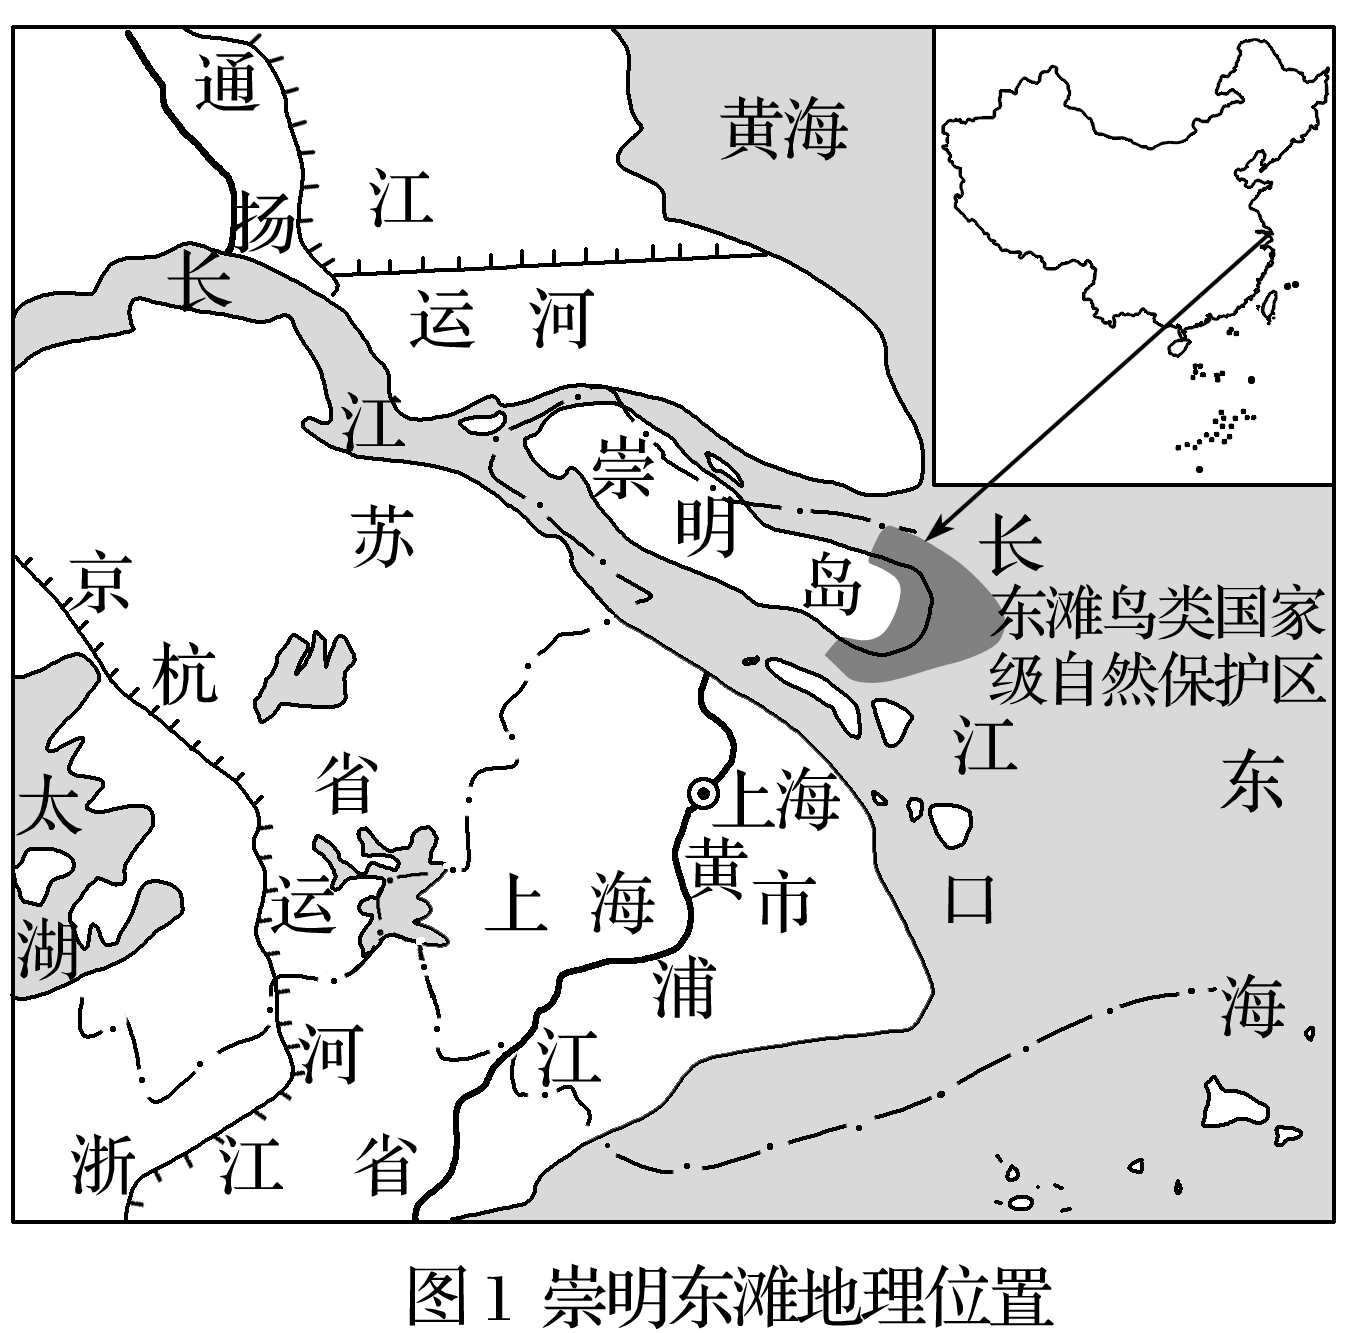 通
扬
运河
江
黄海
长
江
苏
省
崇
明
岛
长
江
口
东滩鸟类国家
级自然保护区
东
海
京
杭
运
河
太
湖
上海
上海
市
黄
浦
江
浙江省
图1 崇明东滩地理位置